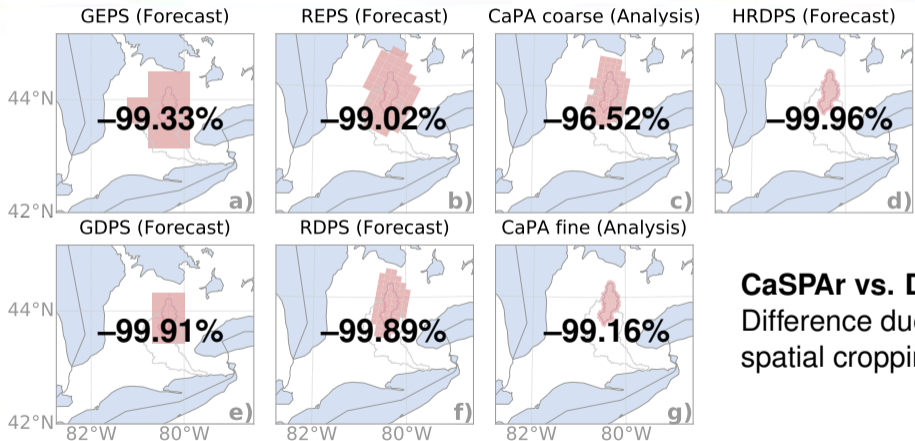 GEPS (Forecast)
REPS (Forecast)
CaPA coarse (Analysis)
HRDPS (Forecast)
44°N
−99.33%
−99.02%
−96.52%
−99.96%
42°N
a)
b)
c)
d)
GDPS (Forecast)
RDPS (Forecast)
CaPA fine (Analysis)
44°N
−99.91%
−99.89%
−99.16%
42°N
e)
f)
g)
82°W
80°W
82°W
80°W
82°W
80°W
CaSPAr vs.
Difference
spatial